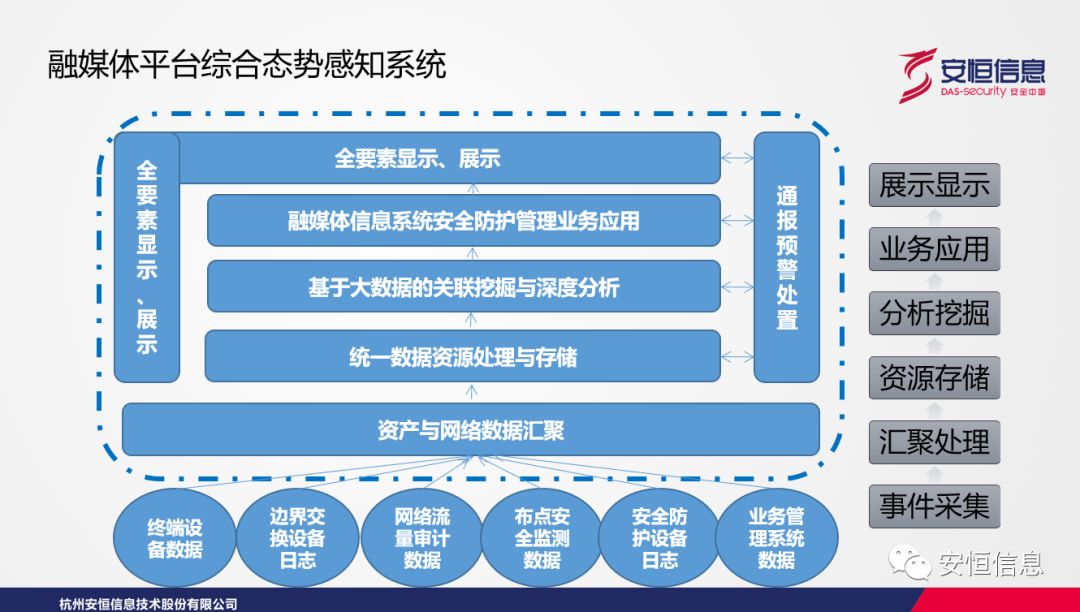 融媒体平台综合态势感知系统
安恒信息
DAS-security 安全中国
全要素显示、展示
全要素显示、展示
通报预警处置
融媒体信息系统安全防护管理业务应用
基于大数据的关联挖掘与深度分析
统一数据资源处理与存储
资产与网络数据汇聚
终端设
备数据
边界交
换设备
日志
网络流
量审计
数据
布点安
全监测
数据
安全防
护设备
日志
业务管
理系统
数据
展示显示
业务应用
分析挖掘
资源存储
汇聚处理
事件采集
安恒信息
杭州安恒信息技术股份有限公司